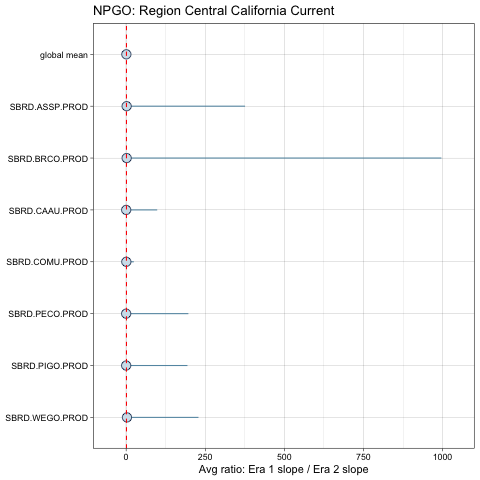 NPGO: Region Central California Current
global mean
SBRD.ASSP.PROD
SBRD.BRCO.PROD
SBRD.CAAU.PROD
SBRD.COMU.PROD
SBRD.PECO.PROD
SBRD.PIGO.PROD
SBRD.WEGO.PROD
0 250 500 750 1000
Avg ratio: Era 1 slope / Era 2 slope